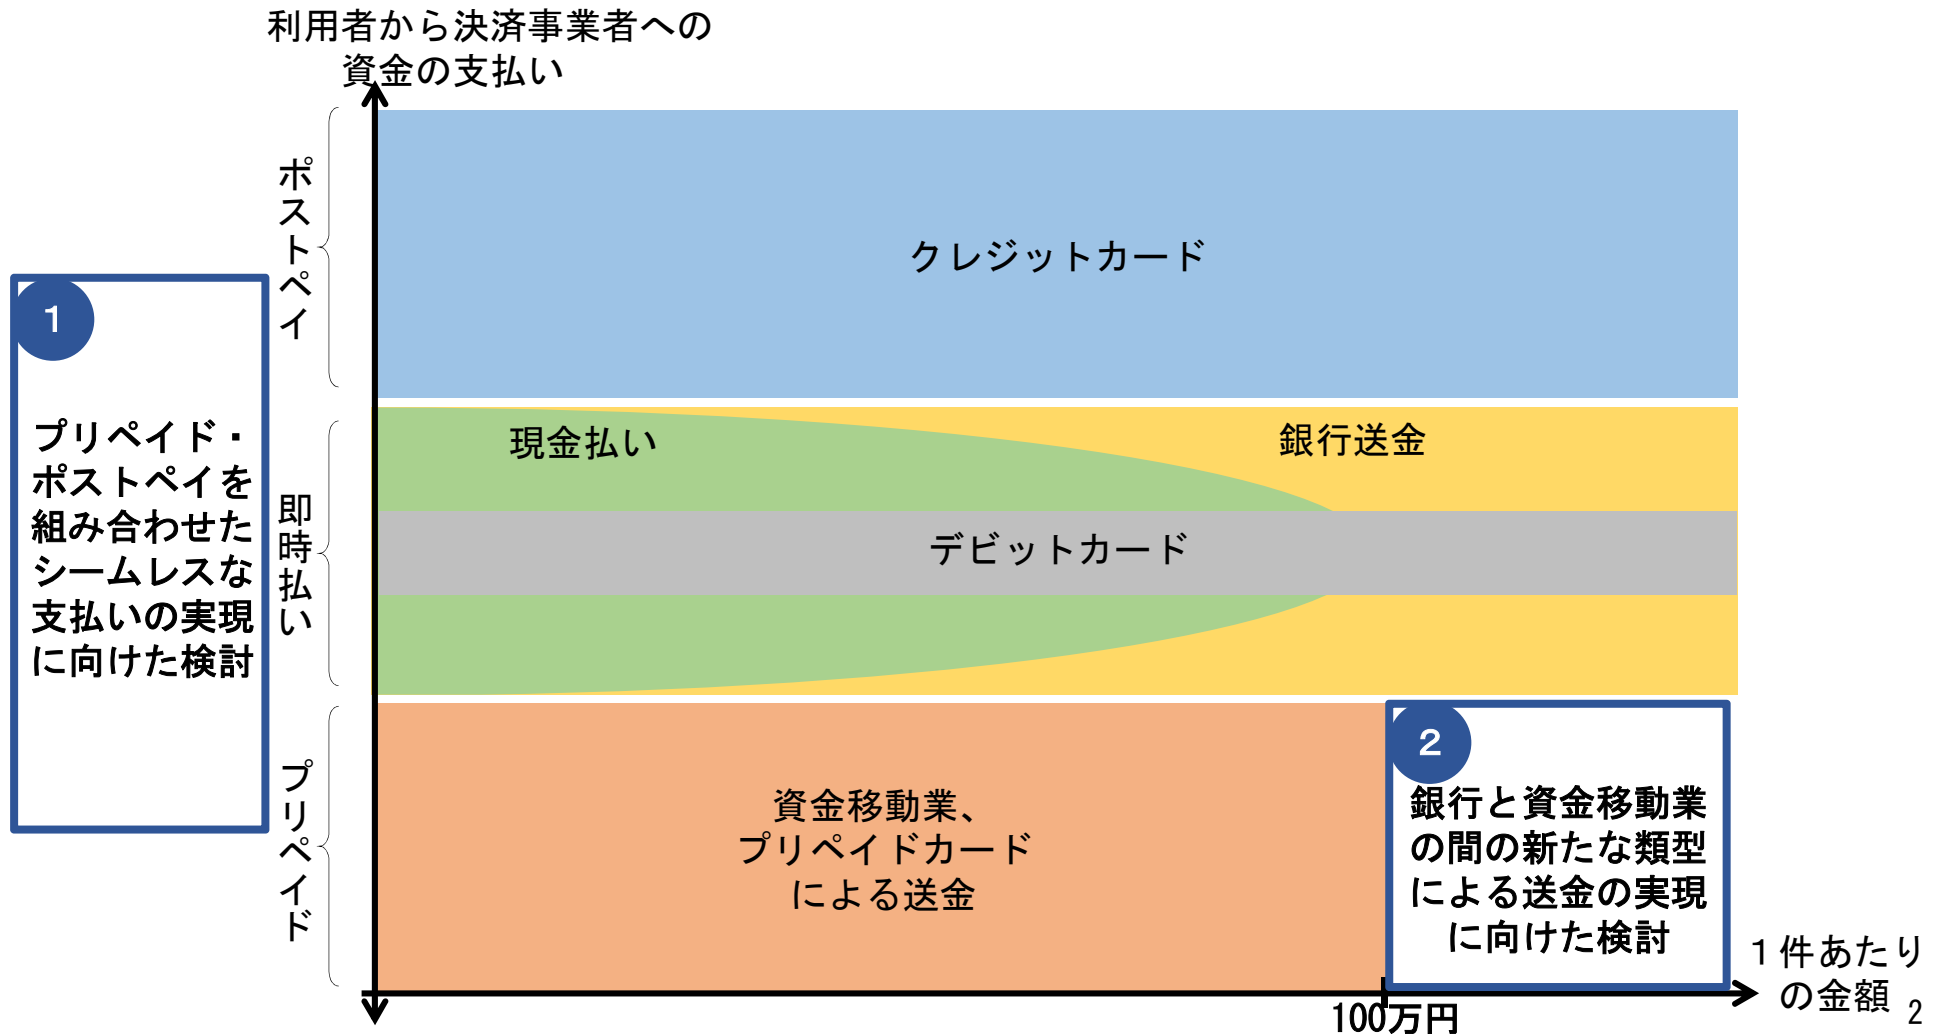 利用者から決済事業者への
資金の支払い
ポストペイ
クレジットカード
1
プリペイド・
ポストペイを
組み合わせた
シームレスな
支払いの実現
に向けた検討
即時払い
現金払い
銀行送金
デビットカード
プリペイド
資金移動業、
プリペイドカード
による送金
2
銀行と資金移動業
の間の新たな類型
による送金の実現
に向けた検討
100万円
1件あたり
の金額
2